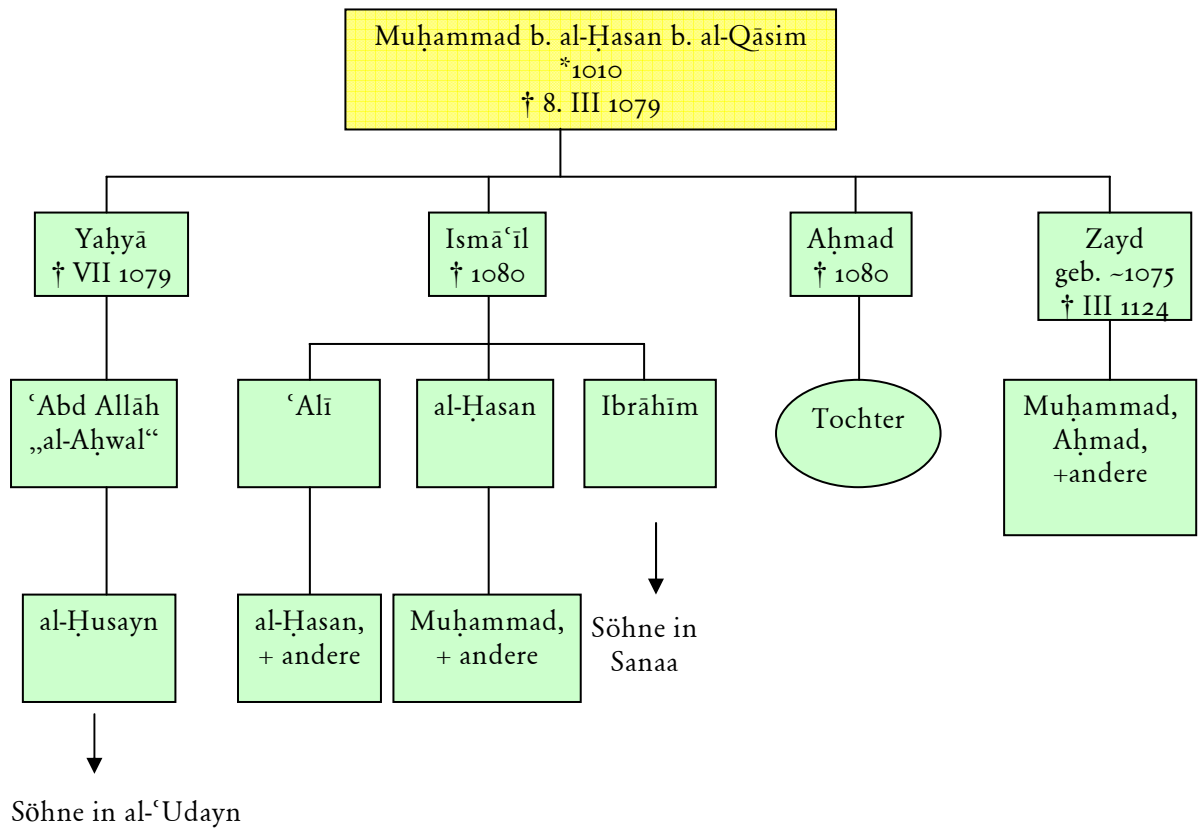 Muḥammad b. al-Ḥasan b. al-Qāsim
*1010
† 8. III 1079
Yaḥyā
† VII 1079
Ismāʿīl
† 1080
Aḥmad
† 1080
Zayd
geb. ~1075
† III 1124
ʿAbd Allāh
„al-Aḥwal“
ʿAlī
al-Ḥasan
Ibrāhīm
Tochter
Muḥammad,
Aḥmad,
+andere
al-Ḥusayn
al-Ḥasan,
+ andere
Muḥammad,
+ andere
Söhne in
Sanaa
Söhne in al-ʿUdayn